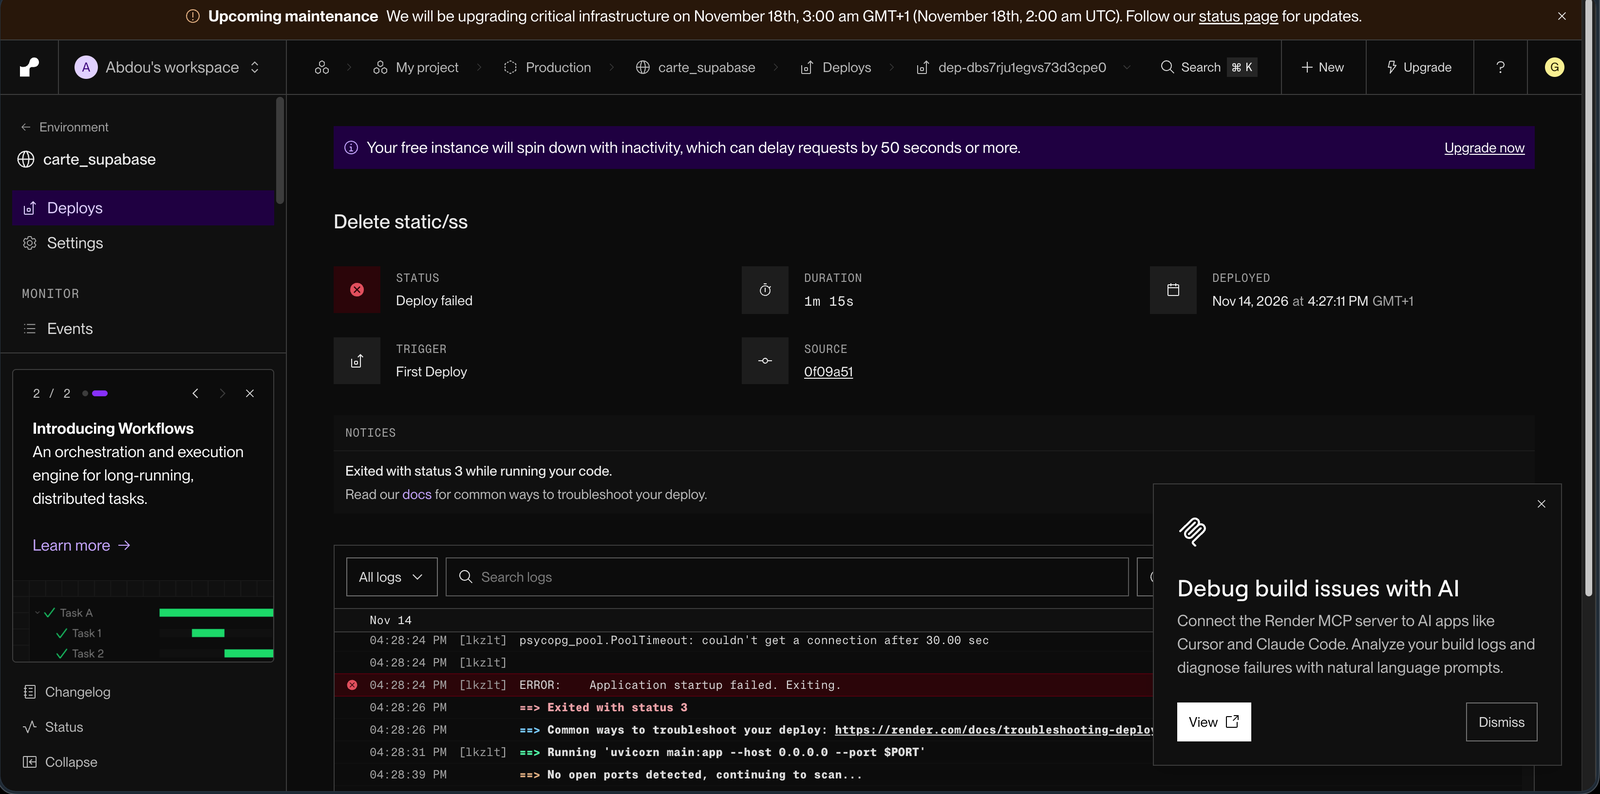 Upcoming maintenance We will be upgrading critical infrastructure on November 18th, 3:00 am GMT+1 (November 18th, 2:00 am UTC). Follow our status page for updates.
A Abdou's workspace
My project Production carte_supabase Deploys dep-dbs7rju1egvs73d3cpe0
Search ⌘ K
+ New
Upgrade
?
G
← Environment
carte_supabase
Deploys
Settings
MONITOR
Events
2 / 2
Introducing Workflows
An orchestration and execution
engine for long-running,
distributed tasks.
Learn more →
Task A
Task 1
Task 2
Changelog
Status
Collapse
Your free instance will spin down with inactivity, which can delay requests by 50 seconds or more.
Upgrade now
Delete static/ss
STATUS
Deploy failed
DURATION
1m 15s
DEPLOYED
Nov 14, 2026 at 4:27:11 PM GMT+1
TRIGGER
First Deploy
SOURCE
0f09a51
NOTICES
Exited with status 3 while running your code.
Read our docs for common ways to troubleshoot your deploy.
All logs
Search logs
Nov 14
04:28:24 PM [lkzlt] psycopg_pool.PoolTimeout: couldn't get a connection after 30.00 sec
04:28:24 PM [lkzlt]
04:28:24 PM [lkzlt] ERROR: Application startup failed. Exiting.
04:28:26 PM ==> Exited with status 3
04:28:26 PM ==> Common ways to troubleshoot your deploy: https://render.com/docs/troubleshooting-deploy
04:28:31 PM [lkzlt] ==> Running 'uvicorn main:app --host 0.0.0.0 --port $PORT'
04:28:39 PM ==> No open ports detected, continuing to scan...
Debug build issues with AI
Connect the Render MCP server to AI apps like
Cursor and Claude Code. Analyze your build logs and
diagnose failures with natural language prompts.
View
Dismiss